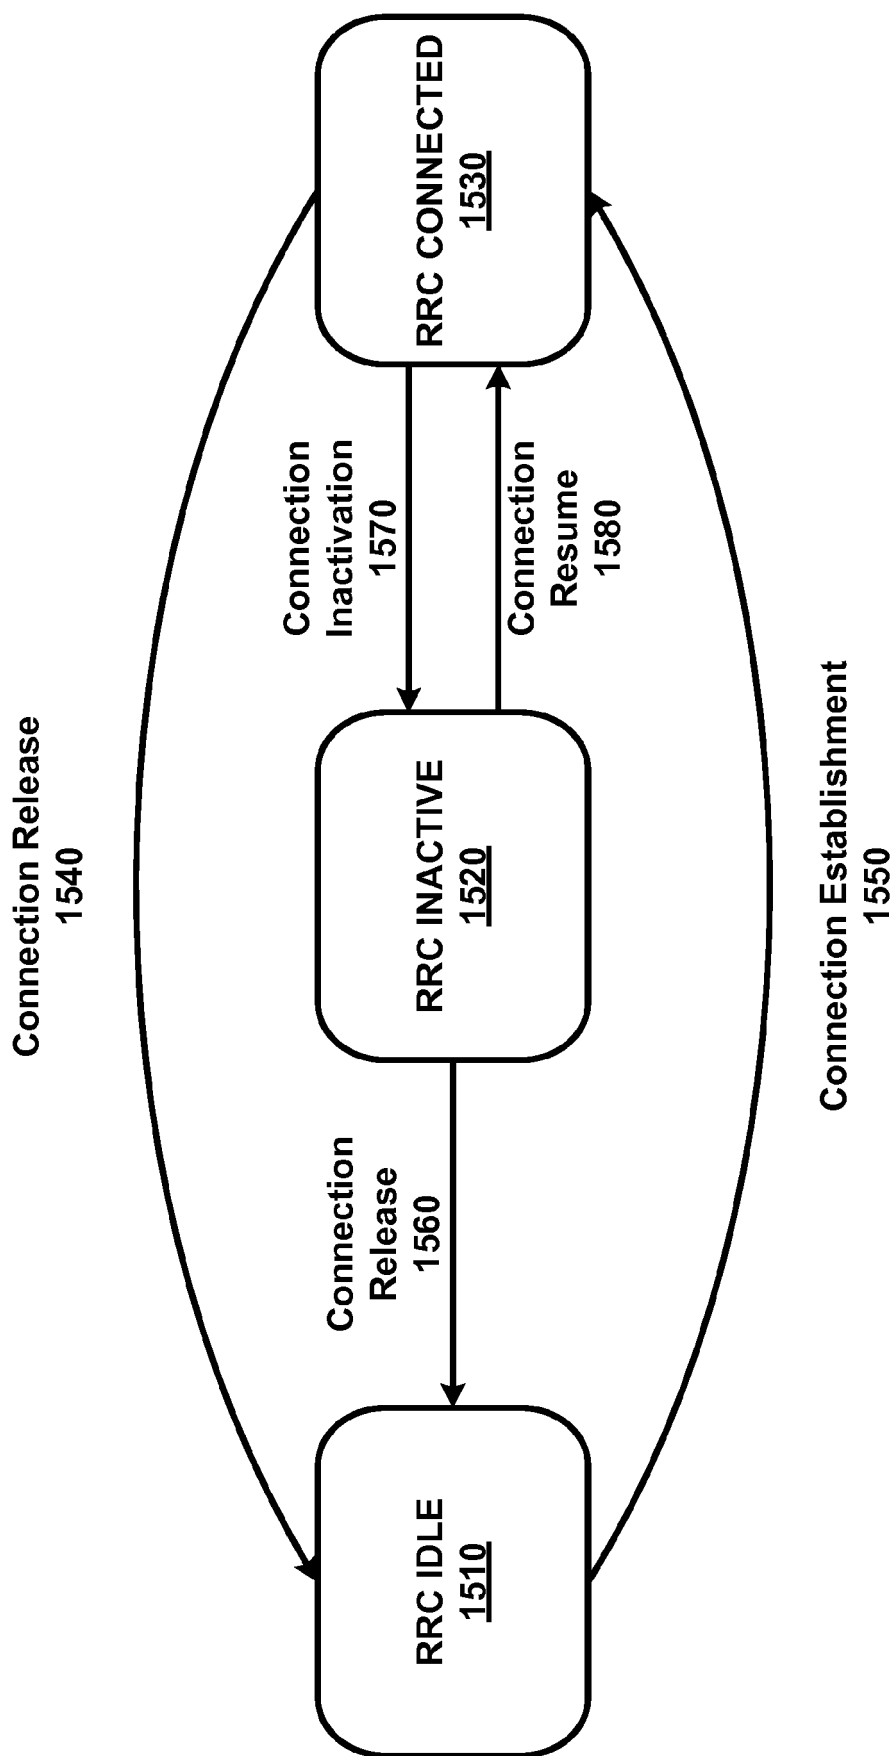 Connection Release
1540
RRC IDLE
1510
Connection
Release
1560
RRC INACTIVE
1520
Connection
Inactivation
1570
Connection
Resume
1580
RRC CONNECTED
1530
Connection Establishment
1550